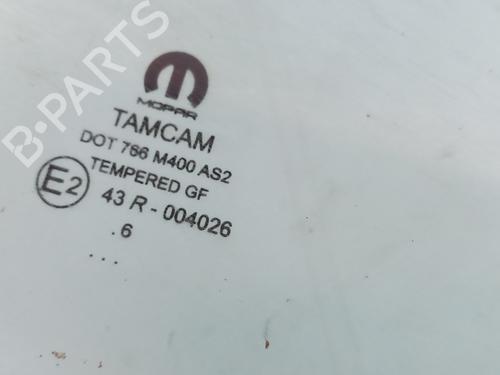 B-PARTS
MOPAR
TAMCAM
DOT 766 M400 AS2
TEMPERED GF
E2
43 R - 004026
.6
...